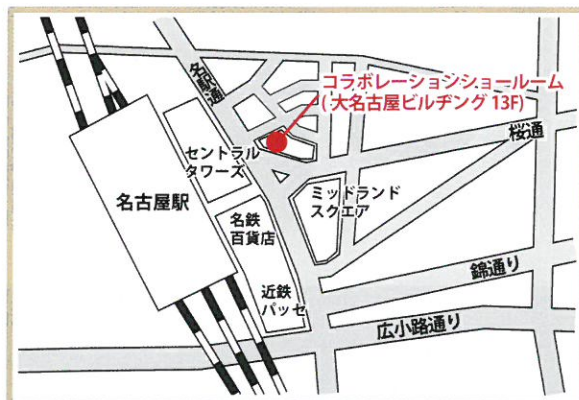 名駅通
コラボレーションショールーム
(大名古屋ビルヂング 13F)
桜通
セントラル
タワーズ
ミッドランド
スクエア
名古屋駅
名鉄
百貨店
錦通り
近鉄
パッセ
広小路通り